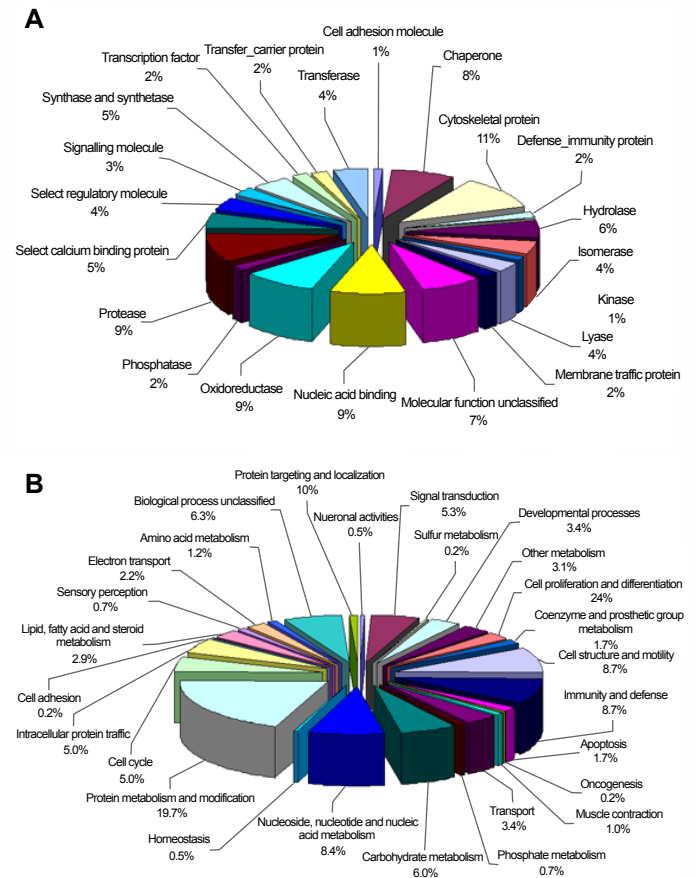 A
Cell adhesion molecule
1%
Chaperone
8%
Cytoskeletal protein
11%
Defense_immunity protein
2%
Hydrolase
6%
Isomerase
4%
Kinase
1%
Lyase
4%
Membrane traffic protein
2%
Molecular function unclassified
7%
Nucleic acid binding
9%
Oxidoreductase
9%
Phosphatase
2%
Protease
9%
Select calcium binding protein
5%
Select regulatory molecule
4%
Signalling molecule
3%
Synthase and synthetase
5%
Transcription factor
2%
Transfer_carrier protein
2%
Transferase
4%
B
Protein targeting and localization
10%
Nueronal activities
0.5%
Signal transduction
5.3%
Sulfur metabolism
0.2%
Developmental processes
3.4%
Other metabolism
3.1%
Cell proliferation and differentiation
24%
Coenzyme and prosthetic group
metabolism
1.7%
Cell structure and motility
8.7%
Immunity and defense
8.7%
Apoptosis
1.7%
Oncogenesis
0.2%
Muscle contraction
1.0%
Transport
3.4%
Phosphate metabolism
0.7%
Carbohydrate metabolism
6.0%
Nucleoside, nucleotide and nucleic
acid metabolism
8.4%
Homeostasis
0.5%
Protein metabolism and modification
19.7%
Cell cycle
5.0%
Intracellular protein traffic
5.0%
Cell adhesion
0.2%
Lipid, fatty acid and steroid
metabolism
2.9%
Sensory perception
0.7%
Electron transport
2.2%
Amino acid metabolism
1.2%
Biological process unclassified
6.3%